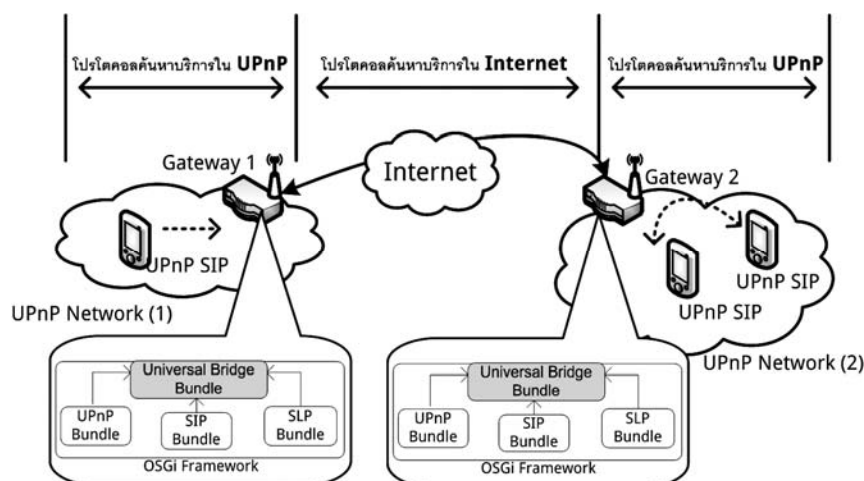 โปรโตคอลค้นหาบริการใน UPnP
โปรโตคอลค้นหาบริการใน Internet
โปรโตคอลค้นหาบริการใน UPnP
Gateway 1
Internet
Gateway 2
UPnP SIP
UPnP SIP
UPnP SIP
UPnP Network (1)
UPnP Network (2)
Universal Bridge
Bundle
UPnP
Bundle
SIP
Bundle
SLP
Bundle
OSGi Framework
Universal Bridge
Bundle
UPnP
Bundle
SIP
Bundle
SLP
Bundle
OSGi Framework